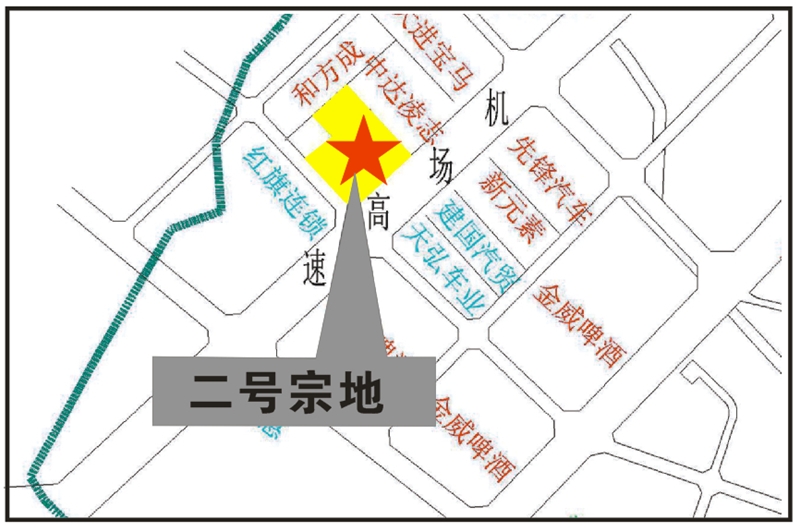 进宝马
和方成
中达凌志
机
场
高
速
先锋汽车
新元素
建国汽贸
天弘车业
红旗连锁
金威啤酒
二号宗地
金威啤酒